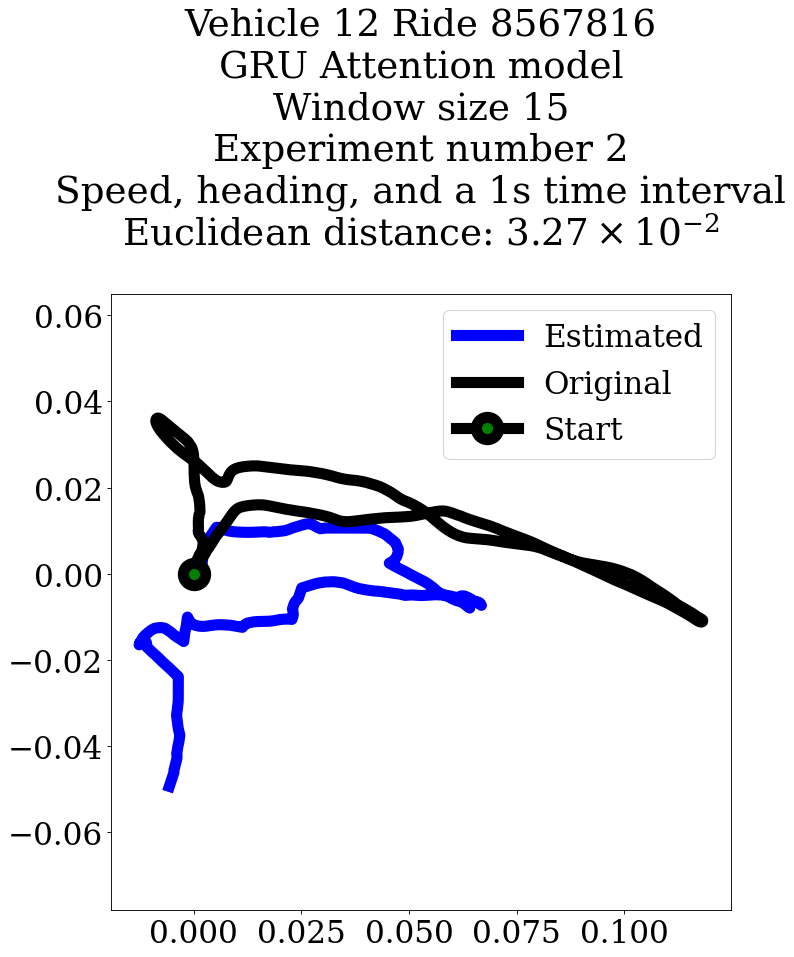 Vehicle 12 Ride 8567816
GRU Attention model
Window size 15
Experiment number 2
Speed, heading, and a 1s time interval
Euclidean distance: 3.27 × 10⁻²
Estimated
Original
Start
0.06
0.04
0.02
0.00
−0.02
−0.04
−0.06
0.000 0.025 0.050 0.075 0.100